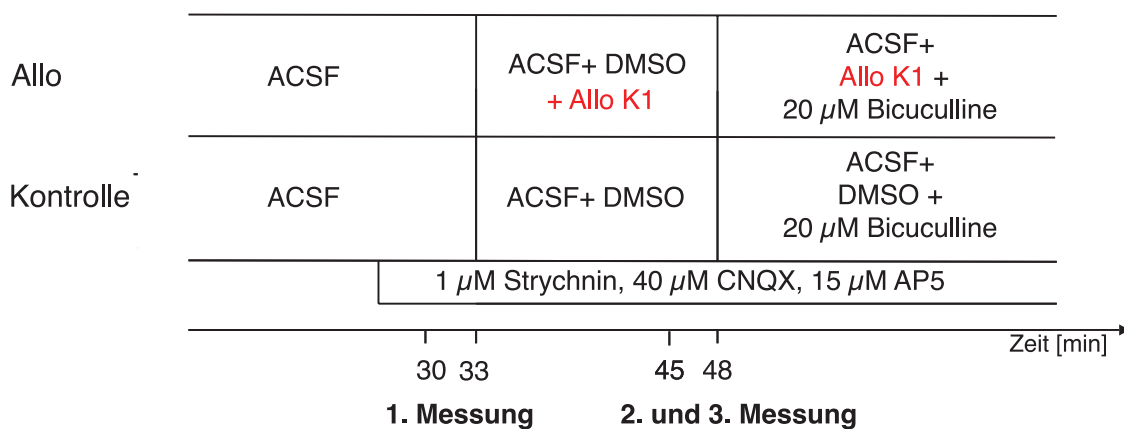 Allo
ACSF
ACSF+ DMSO
+ Allo K1
ACSF+
Allo K1 +
20 µM Bicuculline
Kontrolle
ACSF
ACSF+ DMSO
ACSF+
DMSO +
20 µM Bicuculline
1 µM Strychnin, 40 µM CNQX, 15 µM AP5
Zeit [min]
30 33 45 48
1. Messung 2. und 3. Messung